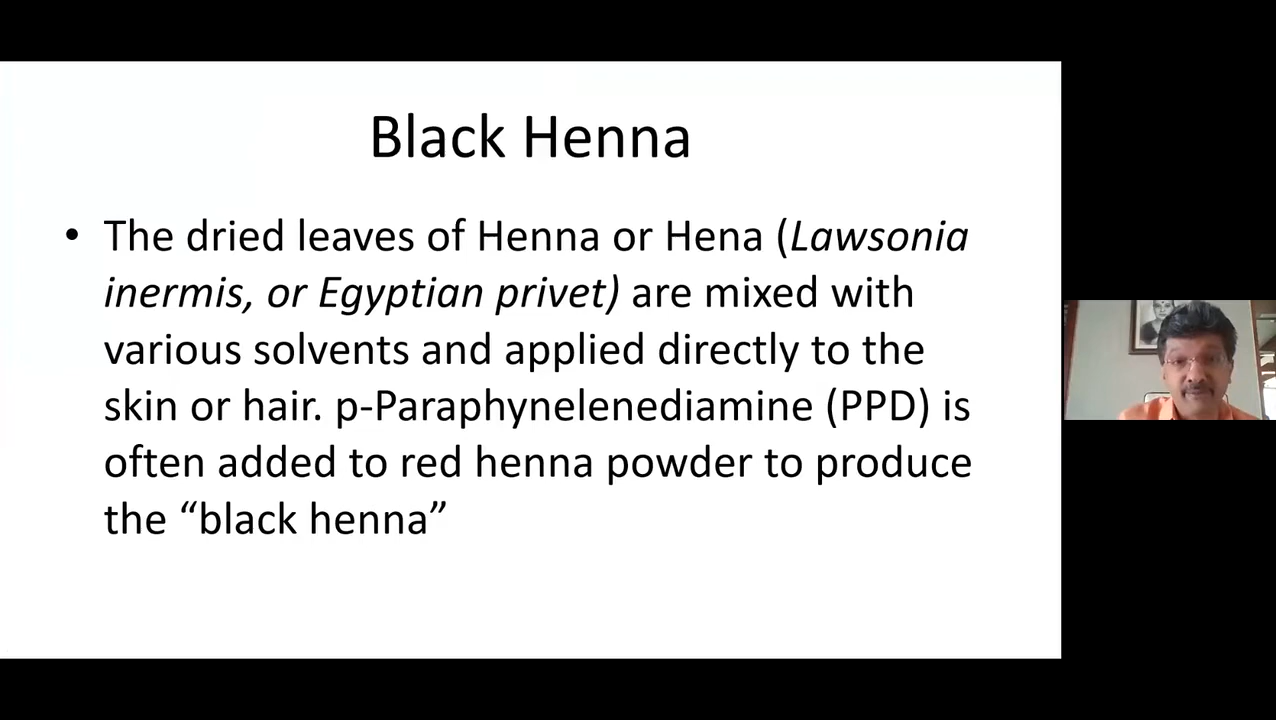 Black Henna
• The dried leaves of Henna or Hena (Lawsonia
inermis, or Egyptian privet) are mixed with
various solvents and applied directly to the
skin or hair. p-Paraphynelenediamine (PPD) is
often added to red henna powder to produce
the “black henna”